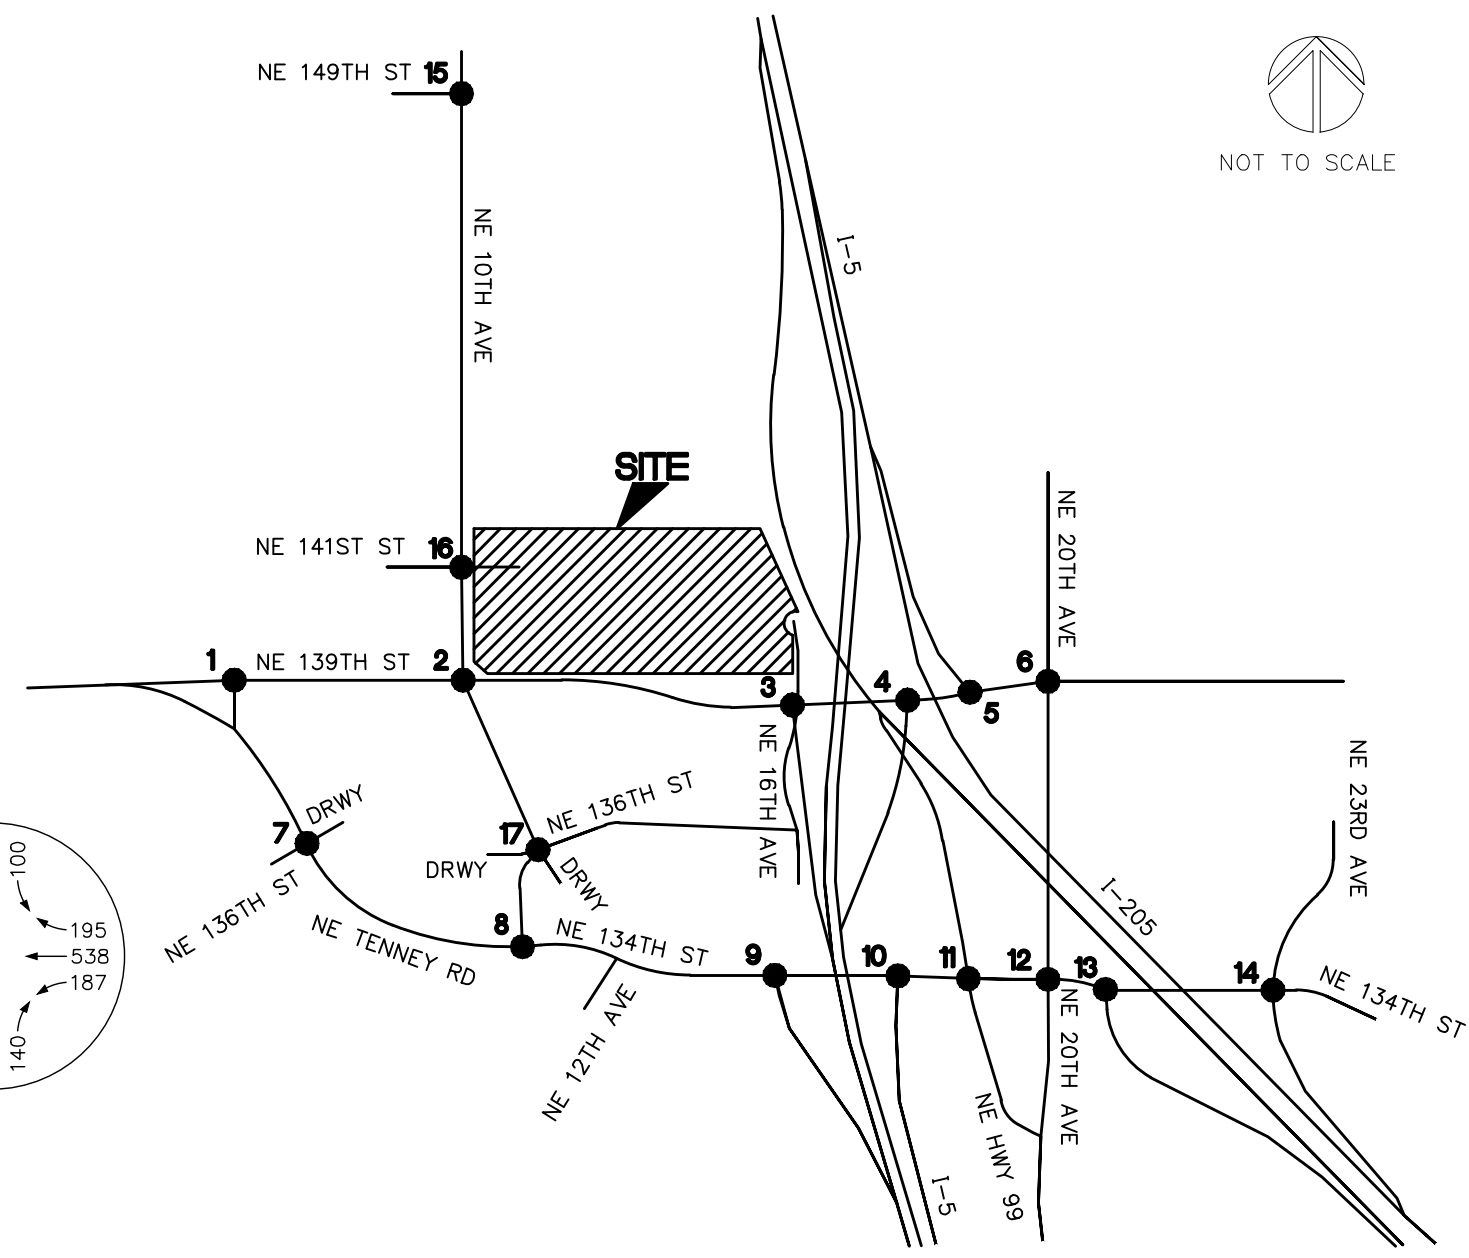 NE 149TH ST
15
NOT TO SCALE
NE 10TH AVE
I-5
SITE
NE 141ST ST
16
NE 20TH AVE
1
NE 139TH ST
2
3
4
5
6
NE 16TH AVE
NE 23RD AVE
DRWY
7
NE 136TH ST
17
NE 136TH ST
DRWY
DRWY
100
195
538
187
140
NE TENNEY RD
8
NE 134TH ST
NE 12TH AVE
9
10
11
12
13
I-205
14
NE 134TH ST
NE 20TH AVE
NE HWY 99
I-5